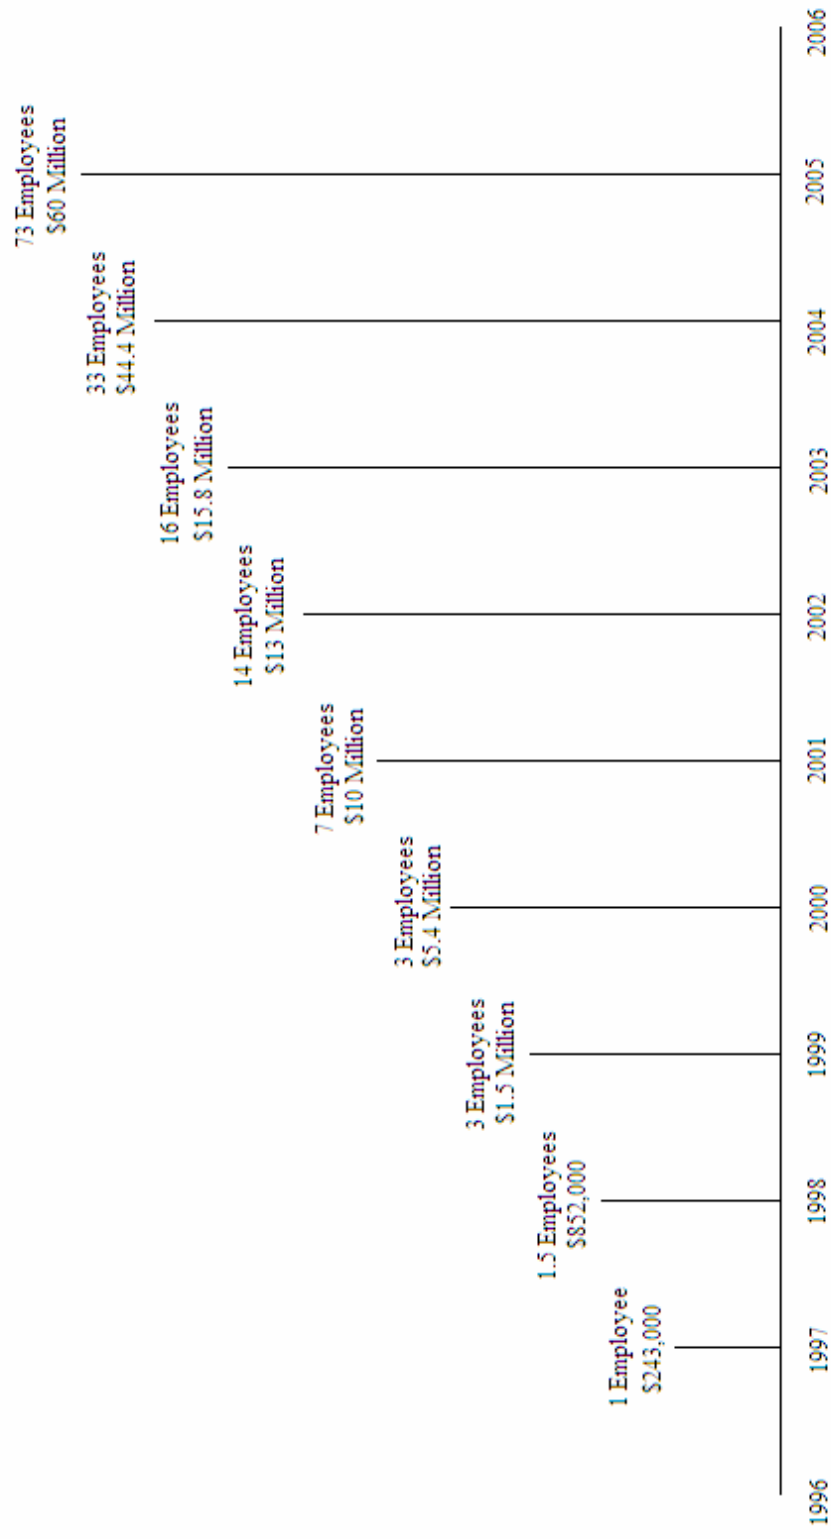 73 Employees
$60 Million
33 Employees
$44.4 Million
16 Employees
$15.8 Million
14 Employees
$13 Million
7 Employees
$10 Million
3 Employees
$5.4 Million
3 Employees
$1.5 Million
1.5 Employees
$852,000
1 Employee
$243,000
1996
1997
1998
1999
2000
2001
2002
2003
2004
2005
2006